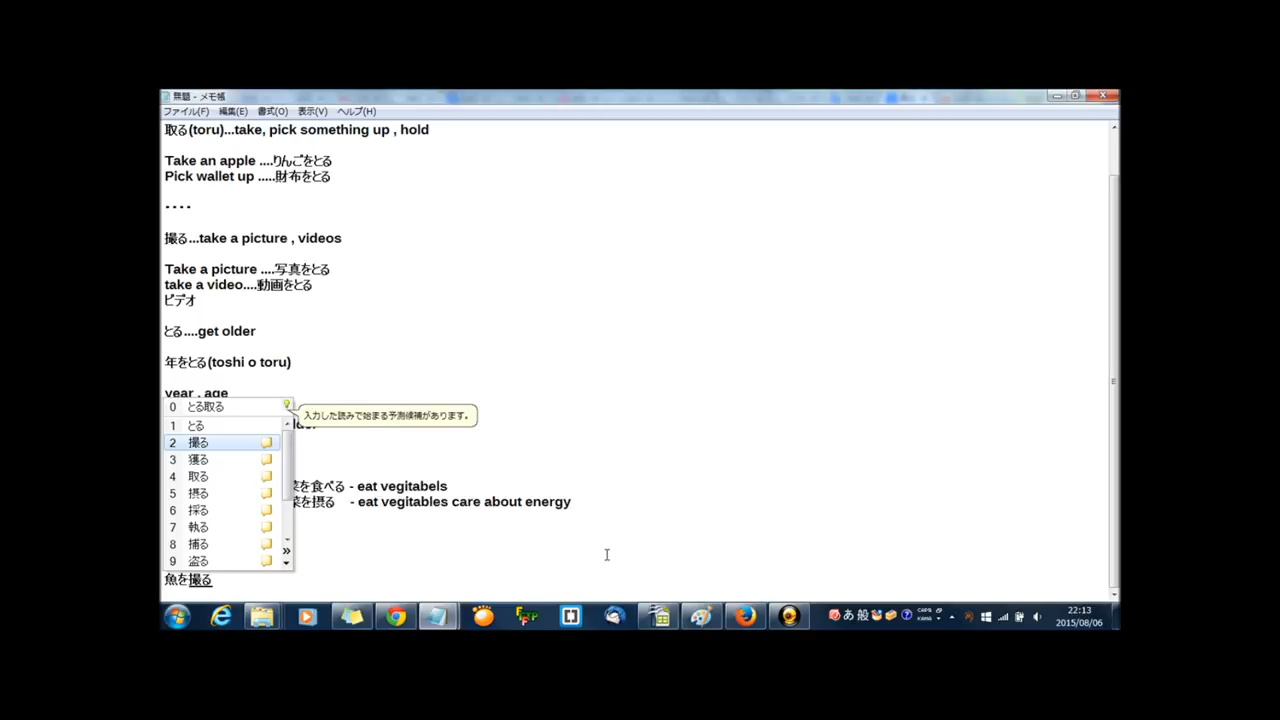 無題 - メモ帳
ファイル(F) 編集(E) 書式(O) 表示(V) ヘルプ(H)
取る(toru)...take, pick something up , hold
Take an apple ....りんごをとる
Pick wallet up .....財布をとる
・・・・
撮る...take a picture , videos
Take a picture ....写真をとる
take a video....動画をとる
ビデオ
とる....get older
年をとる(toshi o toru)
year , age
0 とる取る
入力した読みで始まる予測候補があります。
1 とる
2 撮る
3 獲る
4 取る
5 摂る
6 採る
7 執る
8 捕る
9 盗る
菜を食べる - eat vegitabels
菜を摂る - eat vegitables care about energy
魚を撮る
あ 般 CAPS KANA
22:13
2015/08/06